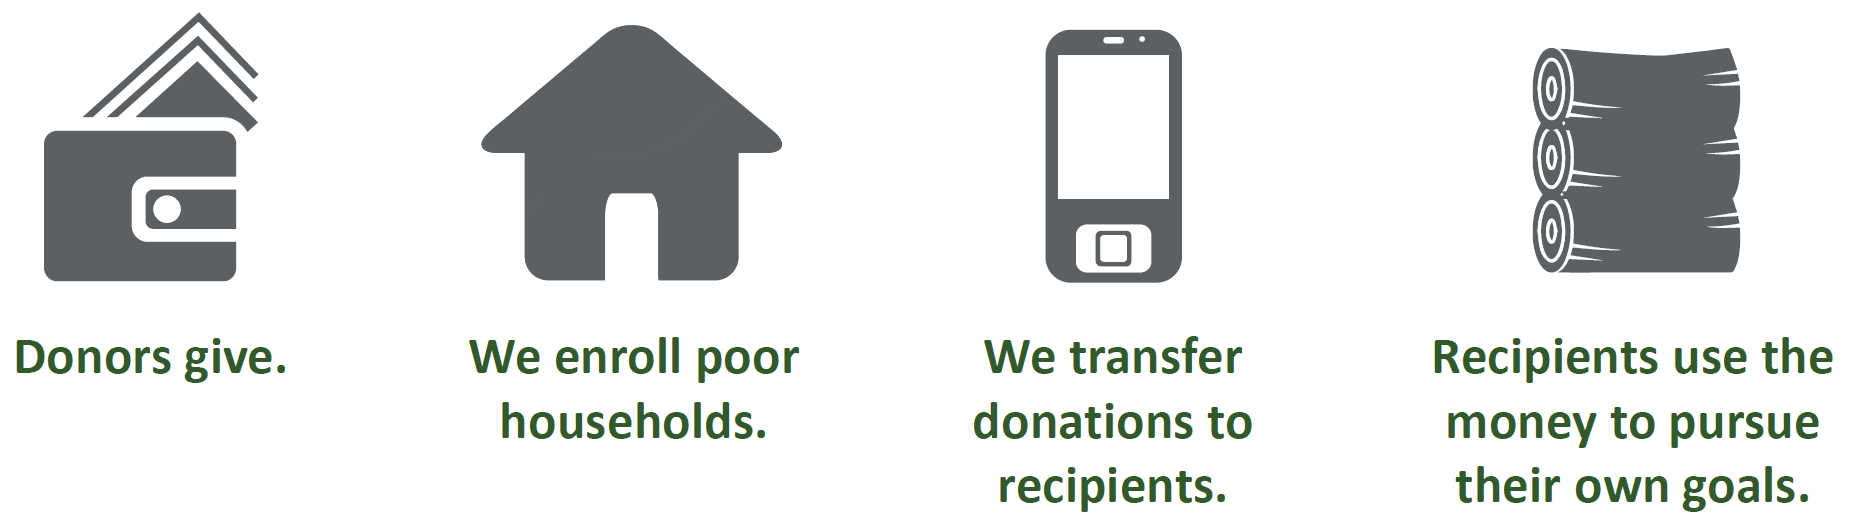 Donors give.
We enroll poor
households.
We transfer
donations to
recipients.
Recipients use the
money to pursue
their own goals.